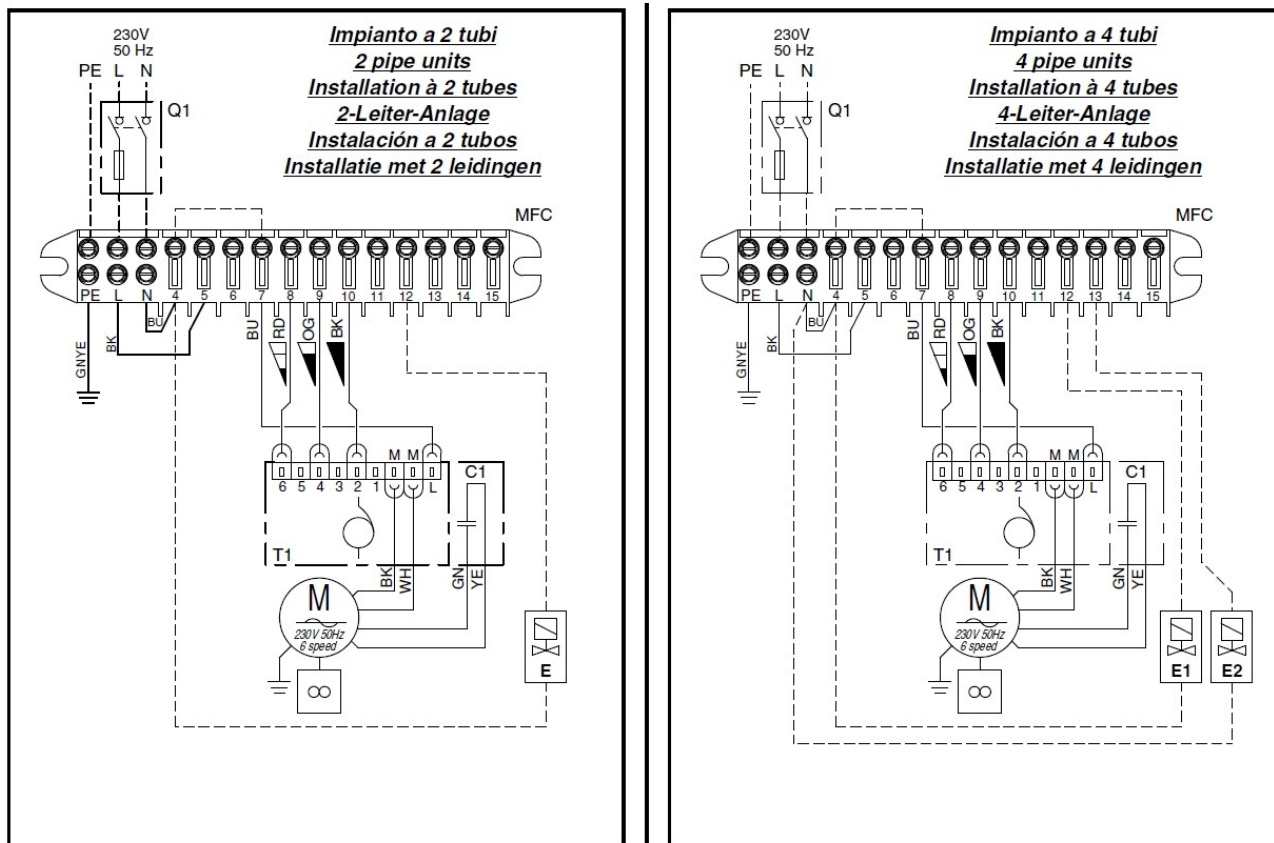 230V
50 Hz
PE L N
Q1
Impianto a 2 tubi
2 pipe units
Installation à 2 tubes
2-Leiter-Anlage
Instalación a 2 tubos
Installatie met 2 leidingen
MFC
PE L N 4 5 6 7 8 9 10 11 12 13 14 15
GNYE
BK
BU
BU
RD
OG
BK
M M
6 5 4 3 2 1 L
C1
T1
BK
WH
GN
YE
M
230V 50Hz
6 speed
E
230V
50 Hz
PE L N
Q1
Impianto a 4 tubi
4 pipe units
Installation à 4 tubes
4-Leiter-Anlage
Instalación a 4 tubos
Installatie met 4 leidingen
MFC
PE L N 4 5 6 7 8 9 10 11 12 13 14 15
GNYE
BK
BU
BU
RD
OG
BK
M M
6 5 4 3 2 1 L
C1
T1
BK
WH
GN
YE
M
230V 50Hz
6 speed
E1 E2